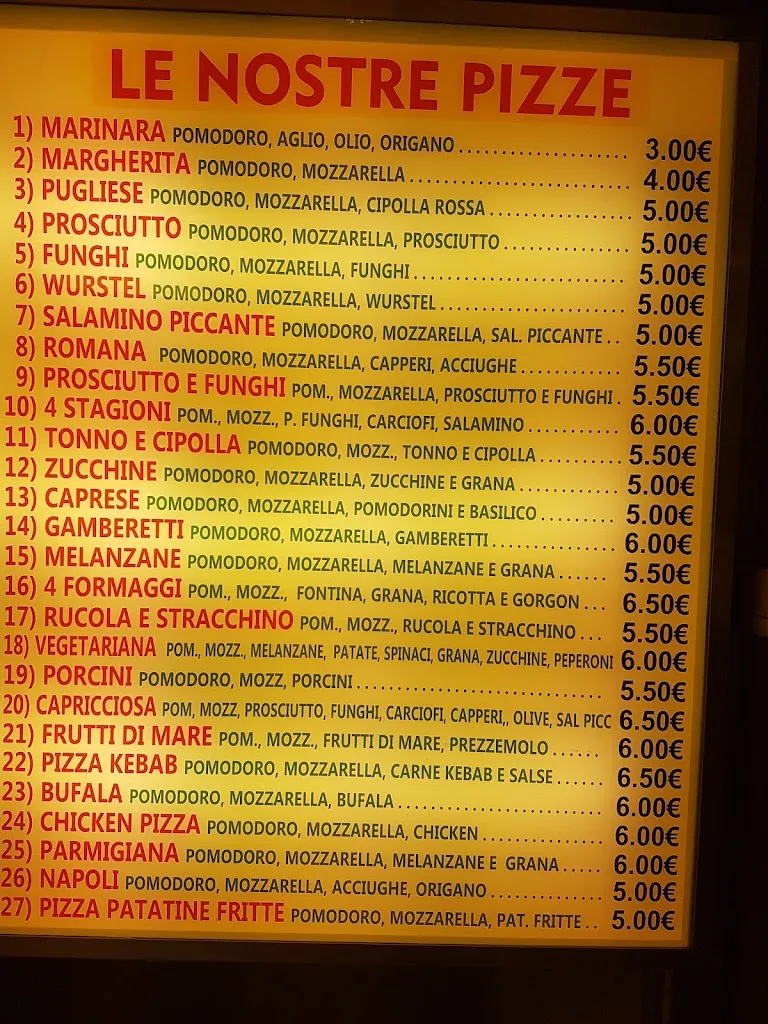 LE NOSTRE PIZZE
1) MARINARA POMODORO, AGLIO, OLIO, ORIGANO .................. 3.00€
2) MARGHERITA POMODORO, MOZZARELLA ........................ 4.00€
3) PUGLIESE POMODORO, MOZZARELLA, CIPOLLA ROSSA ............... 5.00€
4) PROSCIUTTO POMODORO, MOZZARELLA, PROSCIUTTO ............. 5.00€
5) FUNGHI POMODORO, MOZZARELLA, FUNGHI ...................... 5.00€
6) WURSTEL POMODORO, MOZZARELLA, WURSTEL ................... 5.00€
7) SALAMINO PICCANTE POMODORO, MOZZARELLA, SAL. PICCANTE .. 5.00€
8) ROMANA POMODORO, MOZZARELLA, CAPPERI, ACCIUGHE ........... 5.50€
9) PROSCIUTTO E FUNGHI POM., MOZZARELLA, PROSCIUTTO E FUNGHI . 5.50€
10) 4 STAGIONI POM., MOZZ., P. FUNGHI, CARCIOFI, SALAMINO .......... 6.00€
11) TONNO E CIPOLLA POMODORO, MOZZ., TONNO E CIPOLLA ......... 5.50€
12) ZUCCHINE POMODORO, MOZZARELLA, ZUCCHINE E GRANA ........... 5.00€
13) CAPRESE POMODORO, MOZZARELLA, POMODORINI E BASILICO ........ 5.00€
14) GAMBERETTI POMODORO, MOZZARELLA, GAMBERETTI .............. 6.00€
15) MELANZANE POMODORO, MOZZARELLA, MELANZANE E GRANA ...... 5.50€
16) 4 FORMAGGI POM., MOZZ., FONTINA, GRANA, RICOTTA E GORGON ... 6.50€
17) RUCOLA E STRACCHINO POM., MOZZ., RUCOLA E STRACCHINO ... 5.50€
18) VEGETARIANA POM., MOZZ., MELANZANE, PATATE, SPINACI, GRANA, ZUCCHINE, PEPERONI 6.00€
19) PORCINI POMODORO, MOZZ, PORCINI ........................... 5.50€
20) CAPRICCIOSA POM, MOZZ, PROSCIUTTO, FUNGHI, CARCIOFI, CAPPERI,, OLIVE, SAL PICC 6.50€
21) FRUTTI DI MARE POM., MOZZ., FRUTTI DI MARE, PREZZEMOLO ...... 6.00€
22) PIZZA KEBAB POMODORO, MOZZARELLA, CARNE KEBAB E SALSE ...... 6.50€
23) BUFALA POMODORO, MOZZARELLA, BUFALA ....................... 6.00€
24) CHICKEN PIZZA POMODORO, MOZZARELLA, CHICKEN .............. 6.00€
25) PARMIGIANA POMODORO, MOZZARELLA, MELANZANE E GRANA ..... 6.00€
26) NAPOLI POMODORO, MOZZARELLA, ACCIUGHE, ORIGANO .............. 5.00€
27) PIZZA PATATINE FRITTE POMODORO, MOZZARELLA, PAT. FRITTE .. 5.00€